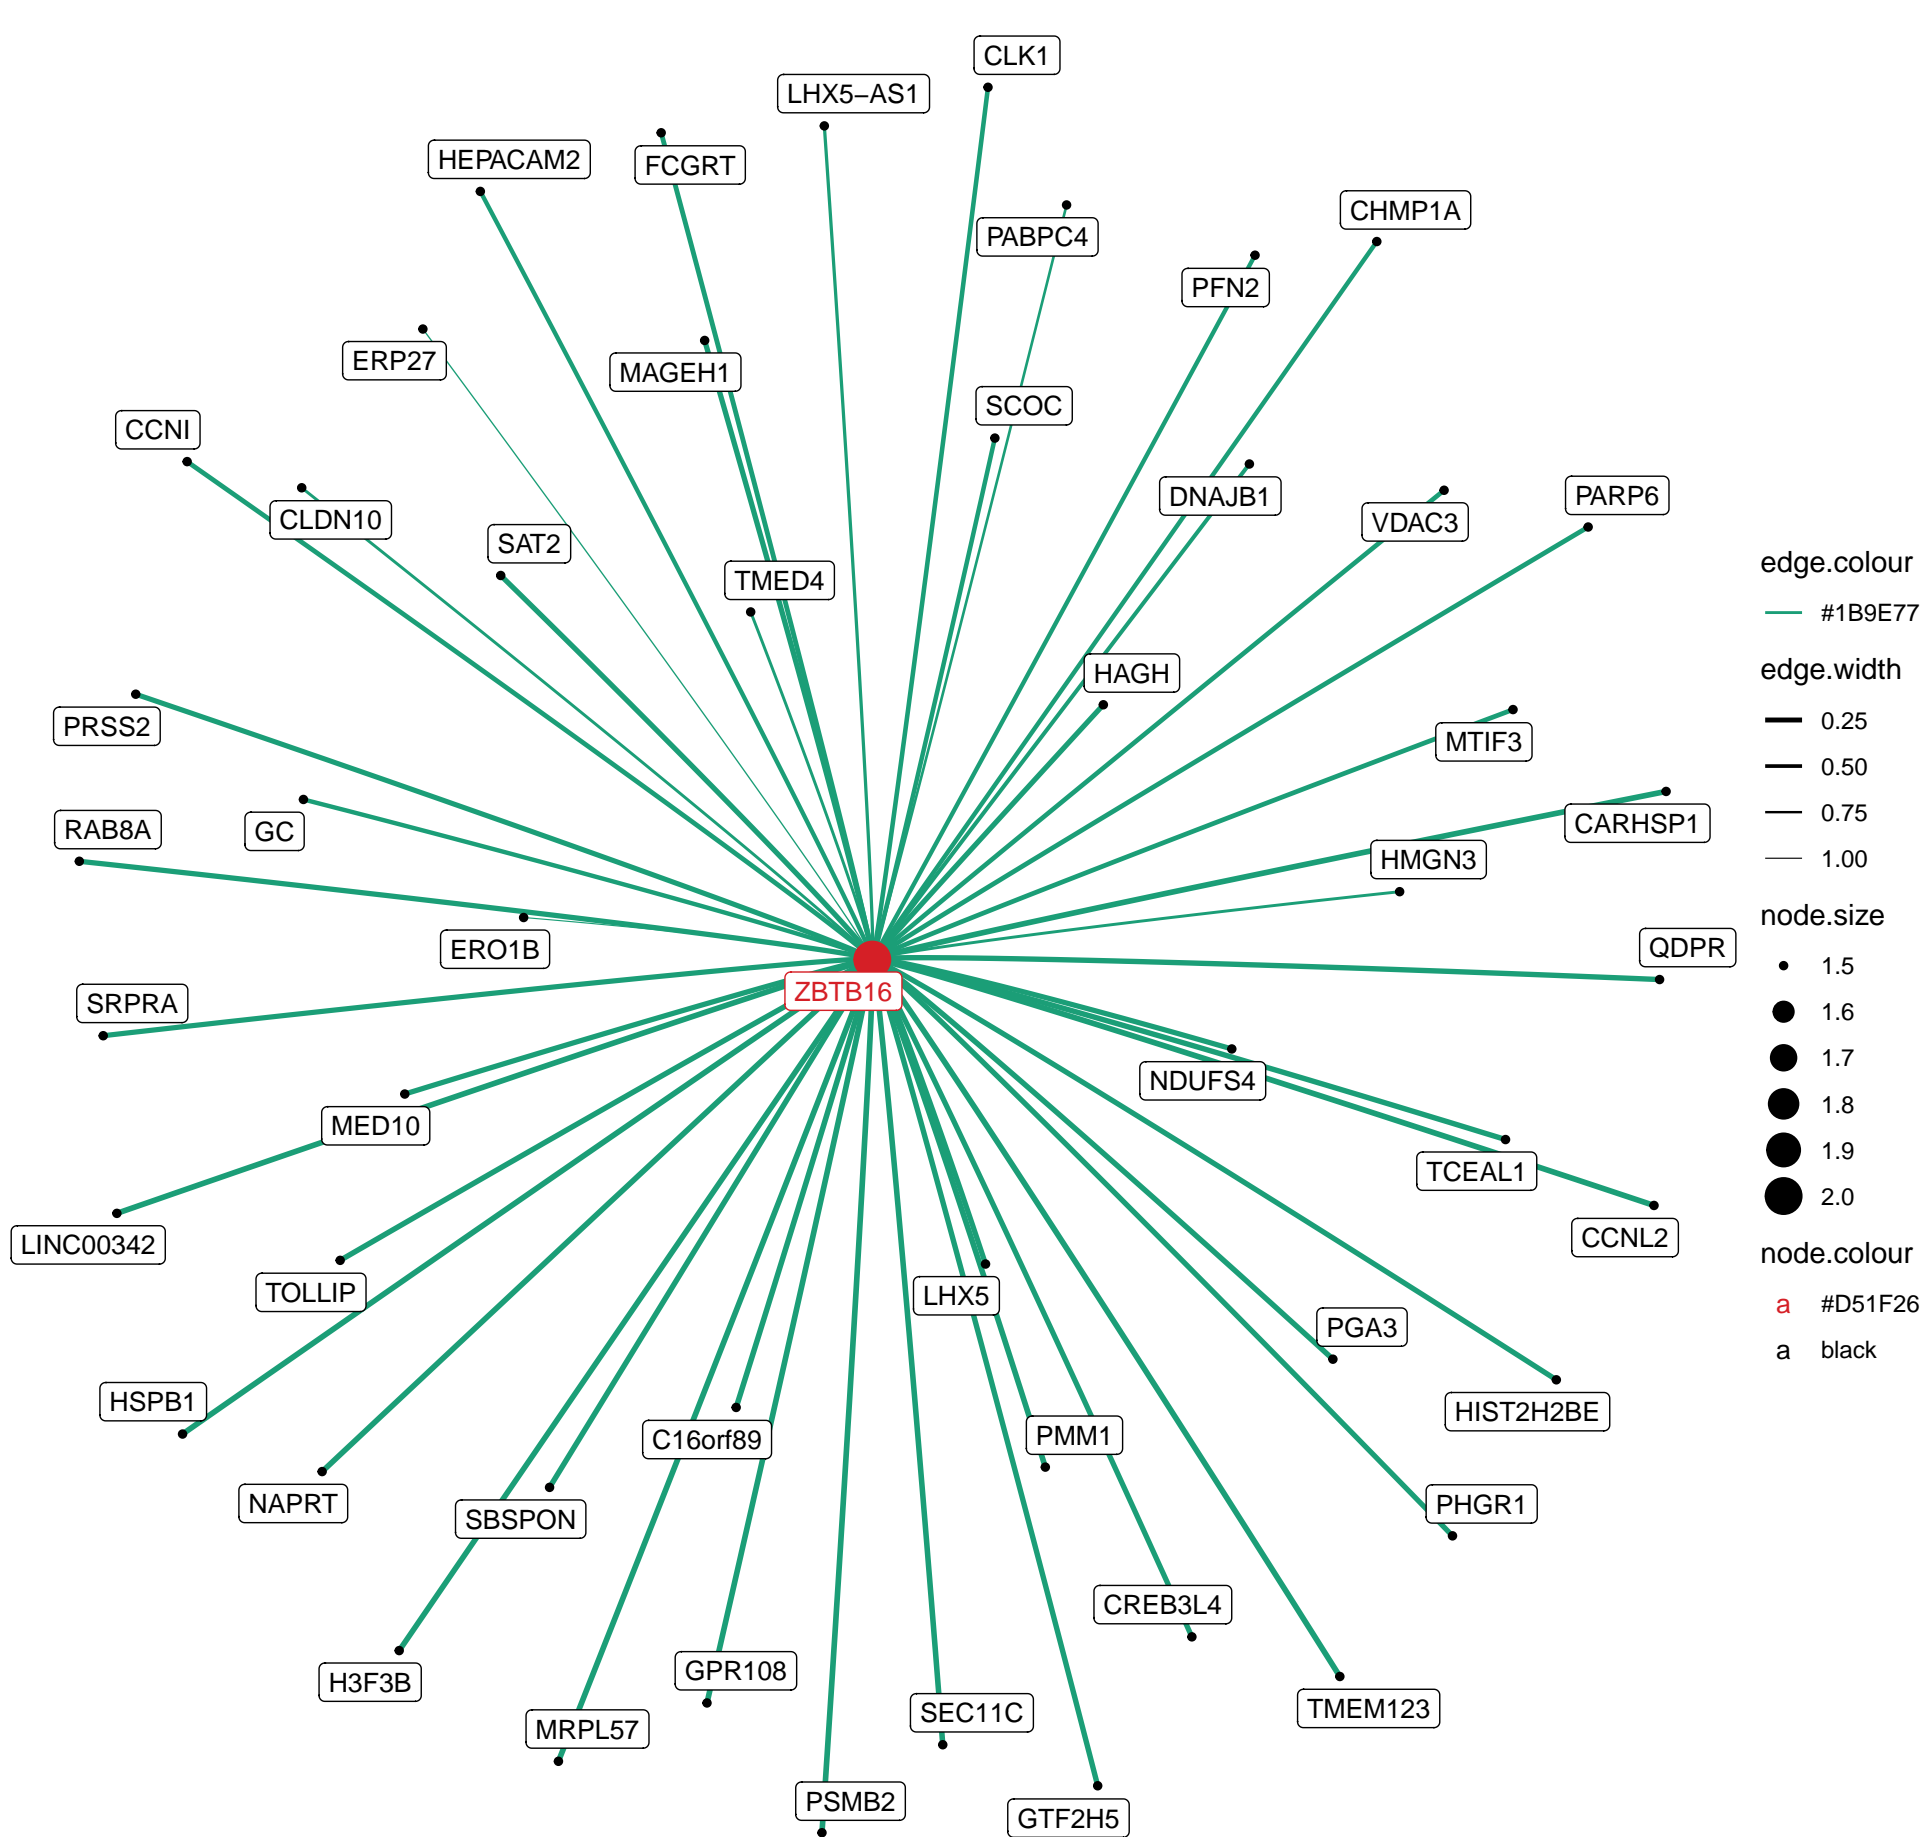 CLK1
LHX5−AS1
HEPACAM2
FCGRT
CHMP1A
PABPC4
PFN2
ERP27
MAGEH1
SCOC
CCNI
CLDN10
DNAJB1
PARP6
VDAC3
SAT2
TMED4
HAGH
PRSS2
MTIF3
RAB8A
GC
CARHSP1
HMGN3
ERO1B
QDPR
ZBTB16
SRPRA
NDUFS4
MED10
TCEAL1
LINC00342
CCNL2
TOLLIP
LHX5
PGA3
HSPB1
HIST2H2BE
C16orf89
PMM1
NAPRT
SBSPON
PHGR1
CREB3L4
H3F3B
GPR108
TMEM123
SEC11C
MRPL57
PSMB2
GTF2H5
edge.colour
#1B9E77
edge.width
0.25
0.50
0.75
1.00
node.size
1.5
1.6
1.7
1.8
1.9
2.0
node.colour
a #D51F26
a black